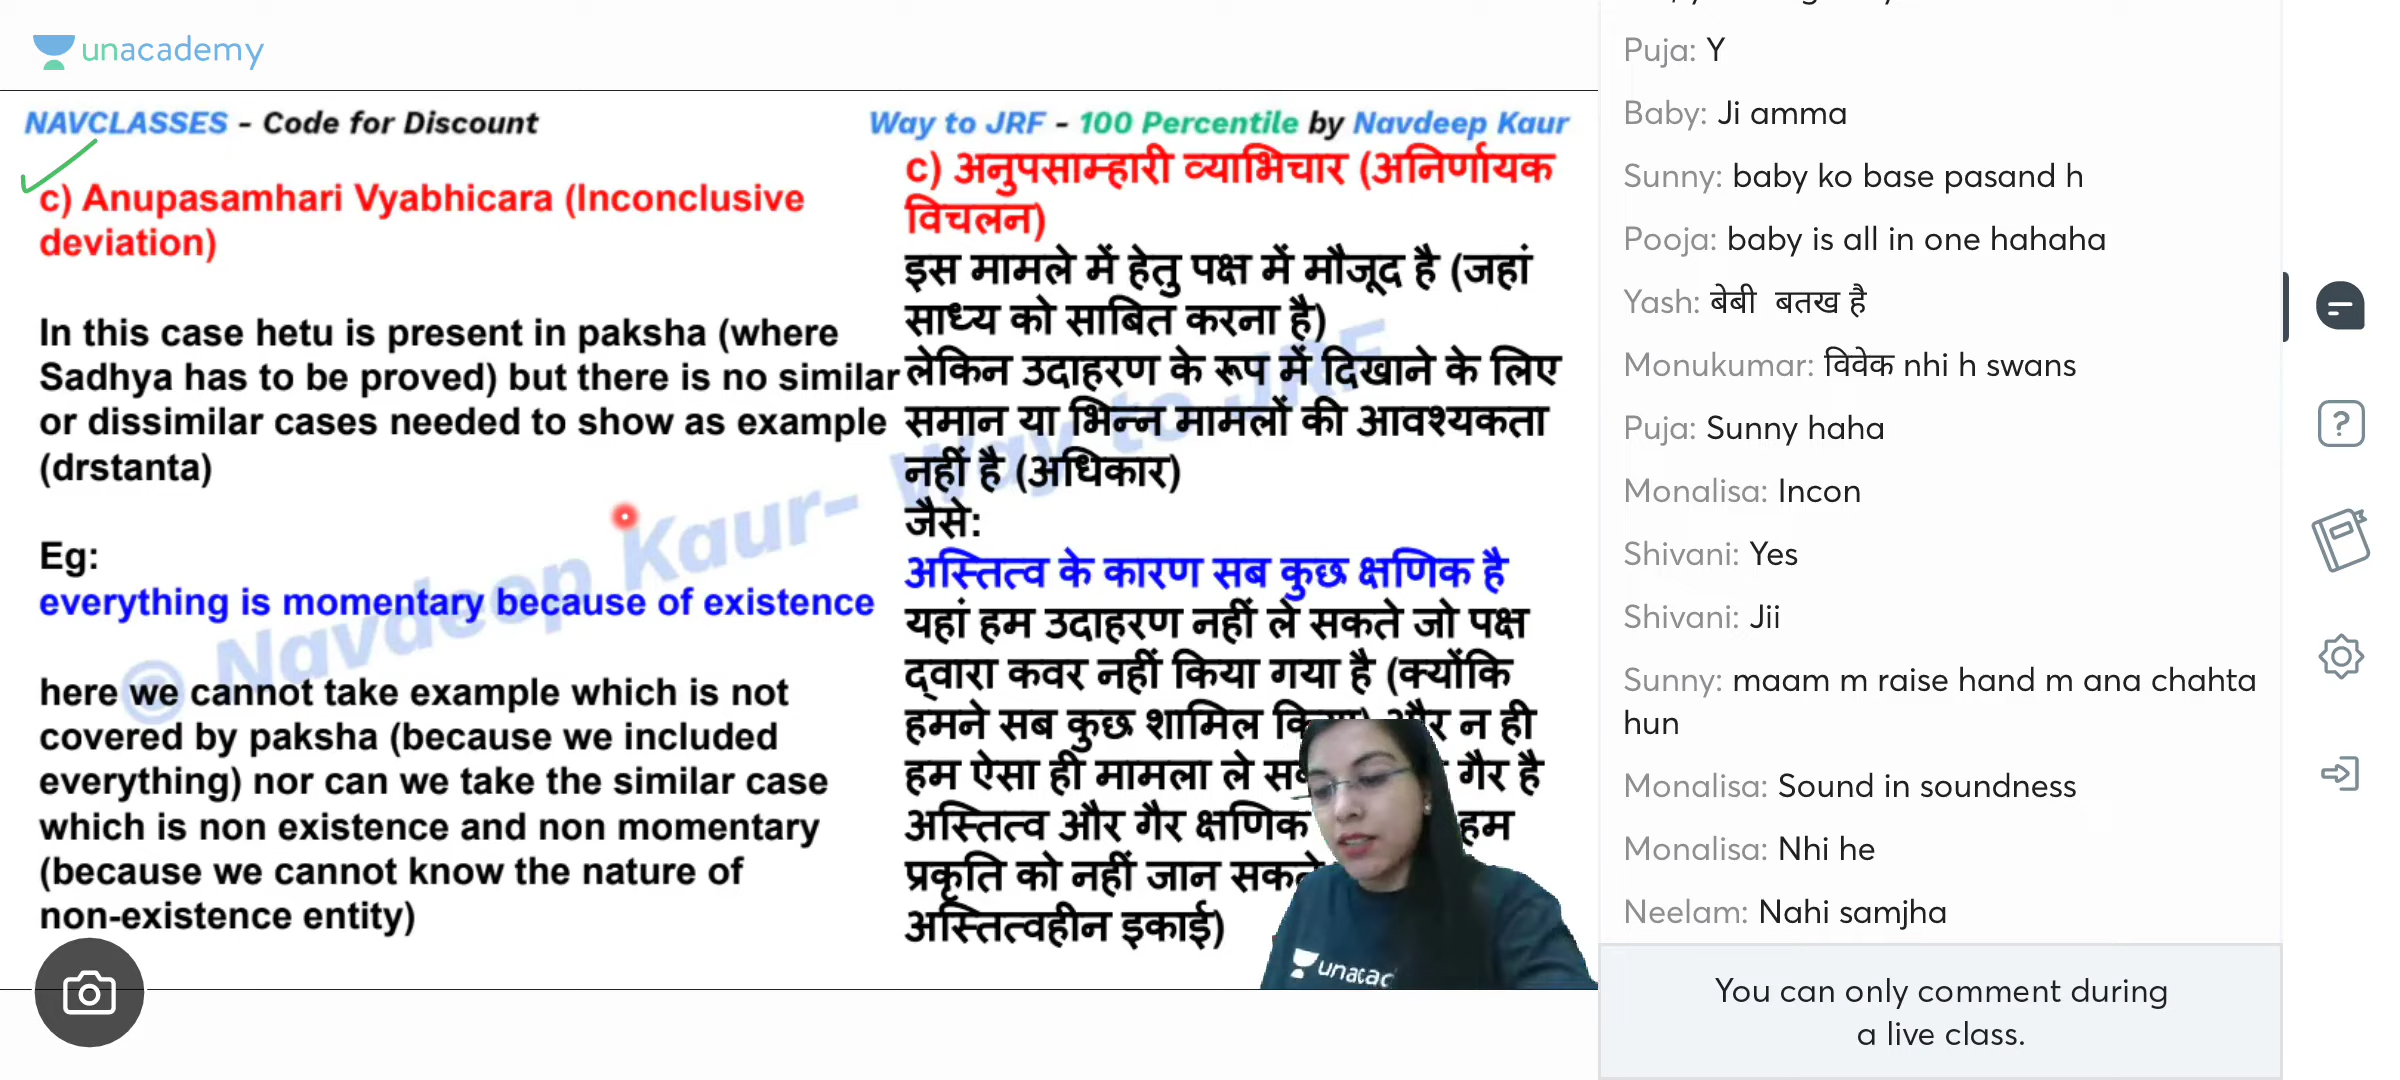 unacademy
NAVCLASSES - Code for Discount
Way to JRF - 100 Percentile by Navdeep Kaur
c) Anupasamhari Vyabhicara (Inconclusive
deviation)
In this case hetu is present in paksha (where
Sadhya has to be proved) but there is no similar
or dissimilar cases needed to show as example
(drstanta)
Eg:
everything is momentary because of existence
here we cannot take example which is not
covered by paksha (because we included
everything) nor can we take the similar case
which is non existence and non momentary
(because we cannot know the nature of
non-existence entity)
c) अनुपसाम्हारी व्याभिचार (अनिर्णायक
विचलन)
इस मामले में हेतु पक्ष में मौजूद है (जहां
साध्य को साबित करना है)
लेकिन उदाहरण के रूप में दिखाने के लिए
समान या भिन्न मामलों की आवश्यकता
नहीं है (अधिकार)
जैसे:
अस्तित्व के कारण सब कुछ क्षणिक है
यहां हम उदाहरण नहीं ले सकते जो पक्ष
द्वारा कवर नहीं किया गया है (क्योंकि
हमने सब कुछ शामिल और न ही
हम ऐसा ही मामला ले गैर है
अस्तित्व और गैर क्षणिक हम
प्रकृति को नहीं जान सकते
अस्तित्वहीन इकाई)
© Navdeep Kaur- Way to JRF
unacad
Puja: Y
Baby: Ji amma
Sunny: baby ko base pasand h
Pooja: baby is all in one hahaha
Yash: बेबी बतख है
Monukumar: विवेक nhi h swans
Puja: Sunny haha
Monalisa: Incon
Shivani: Yes
Shivani: Jii
Sunny: maam m raise hand m ana chahta
hun
Monalisa: Sound in soundness
Monalisa: Nhi he
Neelam: Nahi samjha
You can only comment during
a live class.